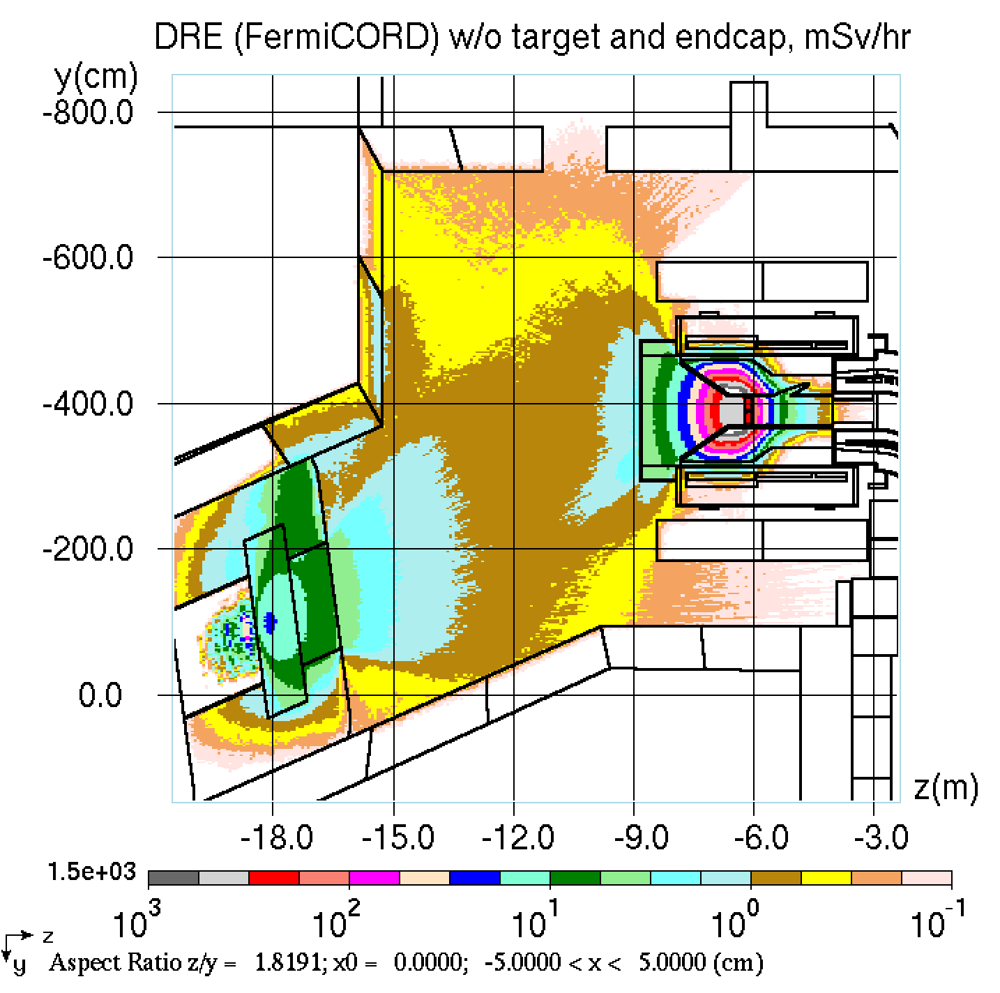 DRE (FermiCORD) w/o target and endcap, mSv/hr
y(cm)
-800.0
-600.0
-400.0
-200.0
0.0
z(m)
-18.0 -15.0 -12.0 -9.0 -6.0 -3.0
1.5e+03
10³ 10² 10¹ 10⁰ 10⁻¹
z
y
Aspect Ratio z/y = 1.8191; x0 = 0.0000; -5.0000 < x < 5.0000 (cm)